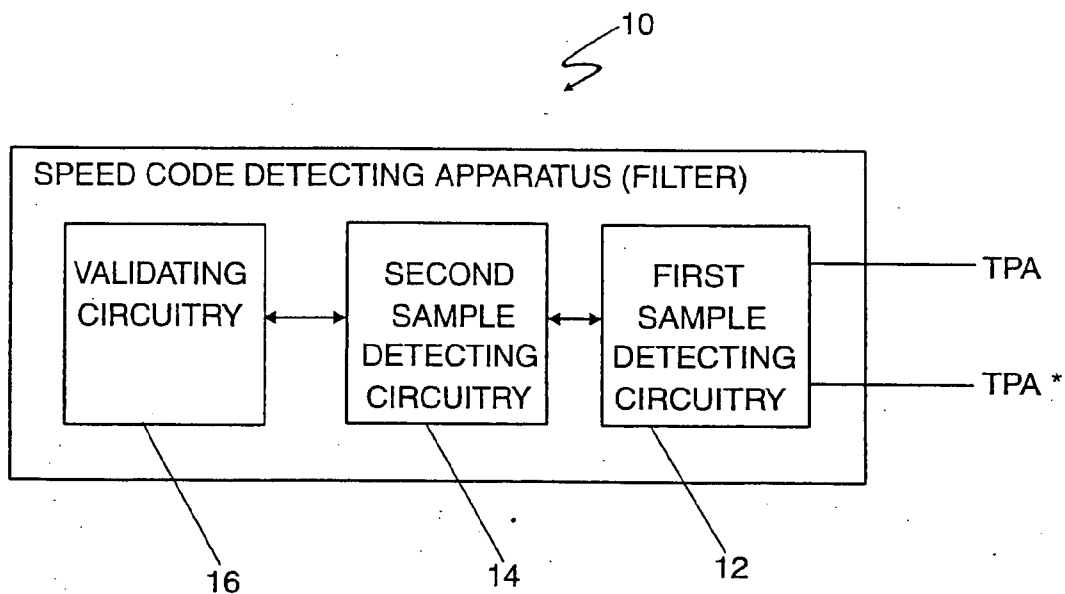 10
SPEED CODE DETECTING APPARATUS (FILTER)
VALIDATING
CIRCUITRY
SECOND
SAMPLE
DETECTING
CIRCUITRY
FIRST
SAMPLE
DETECTING
CIRCUITRY
TPA
TPA *
16
14
12